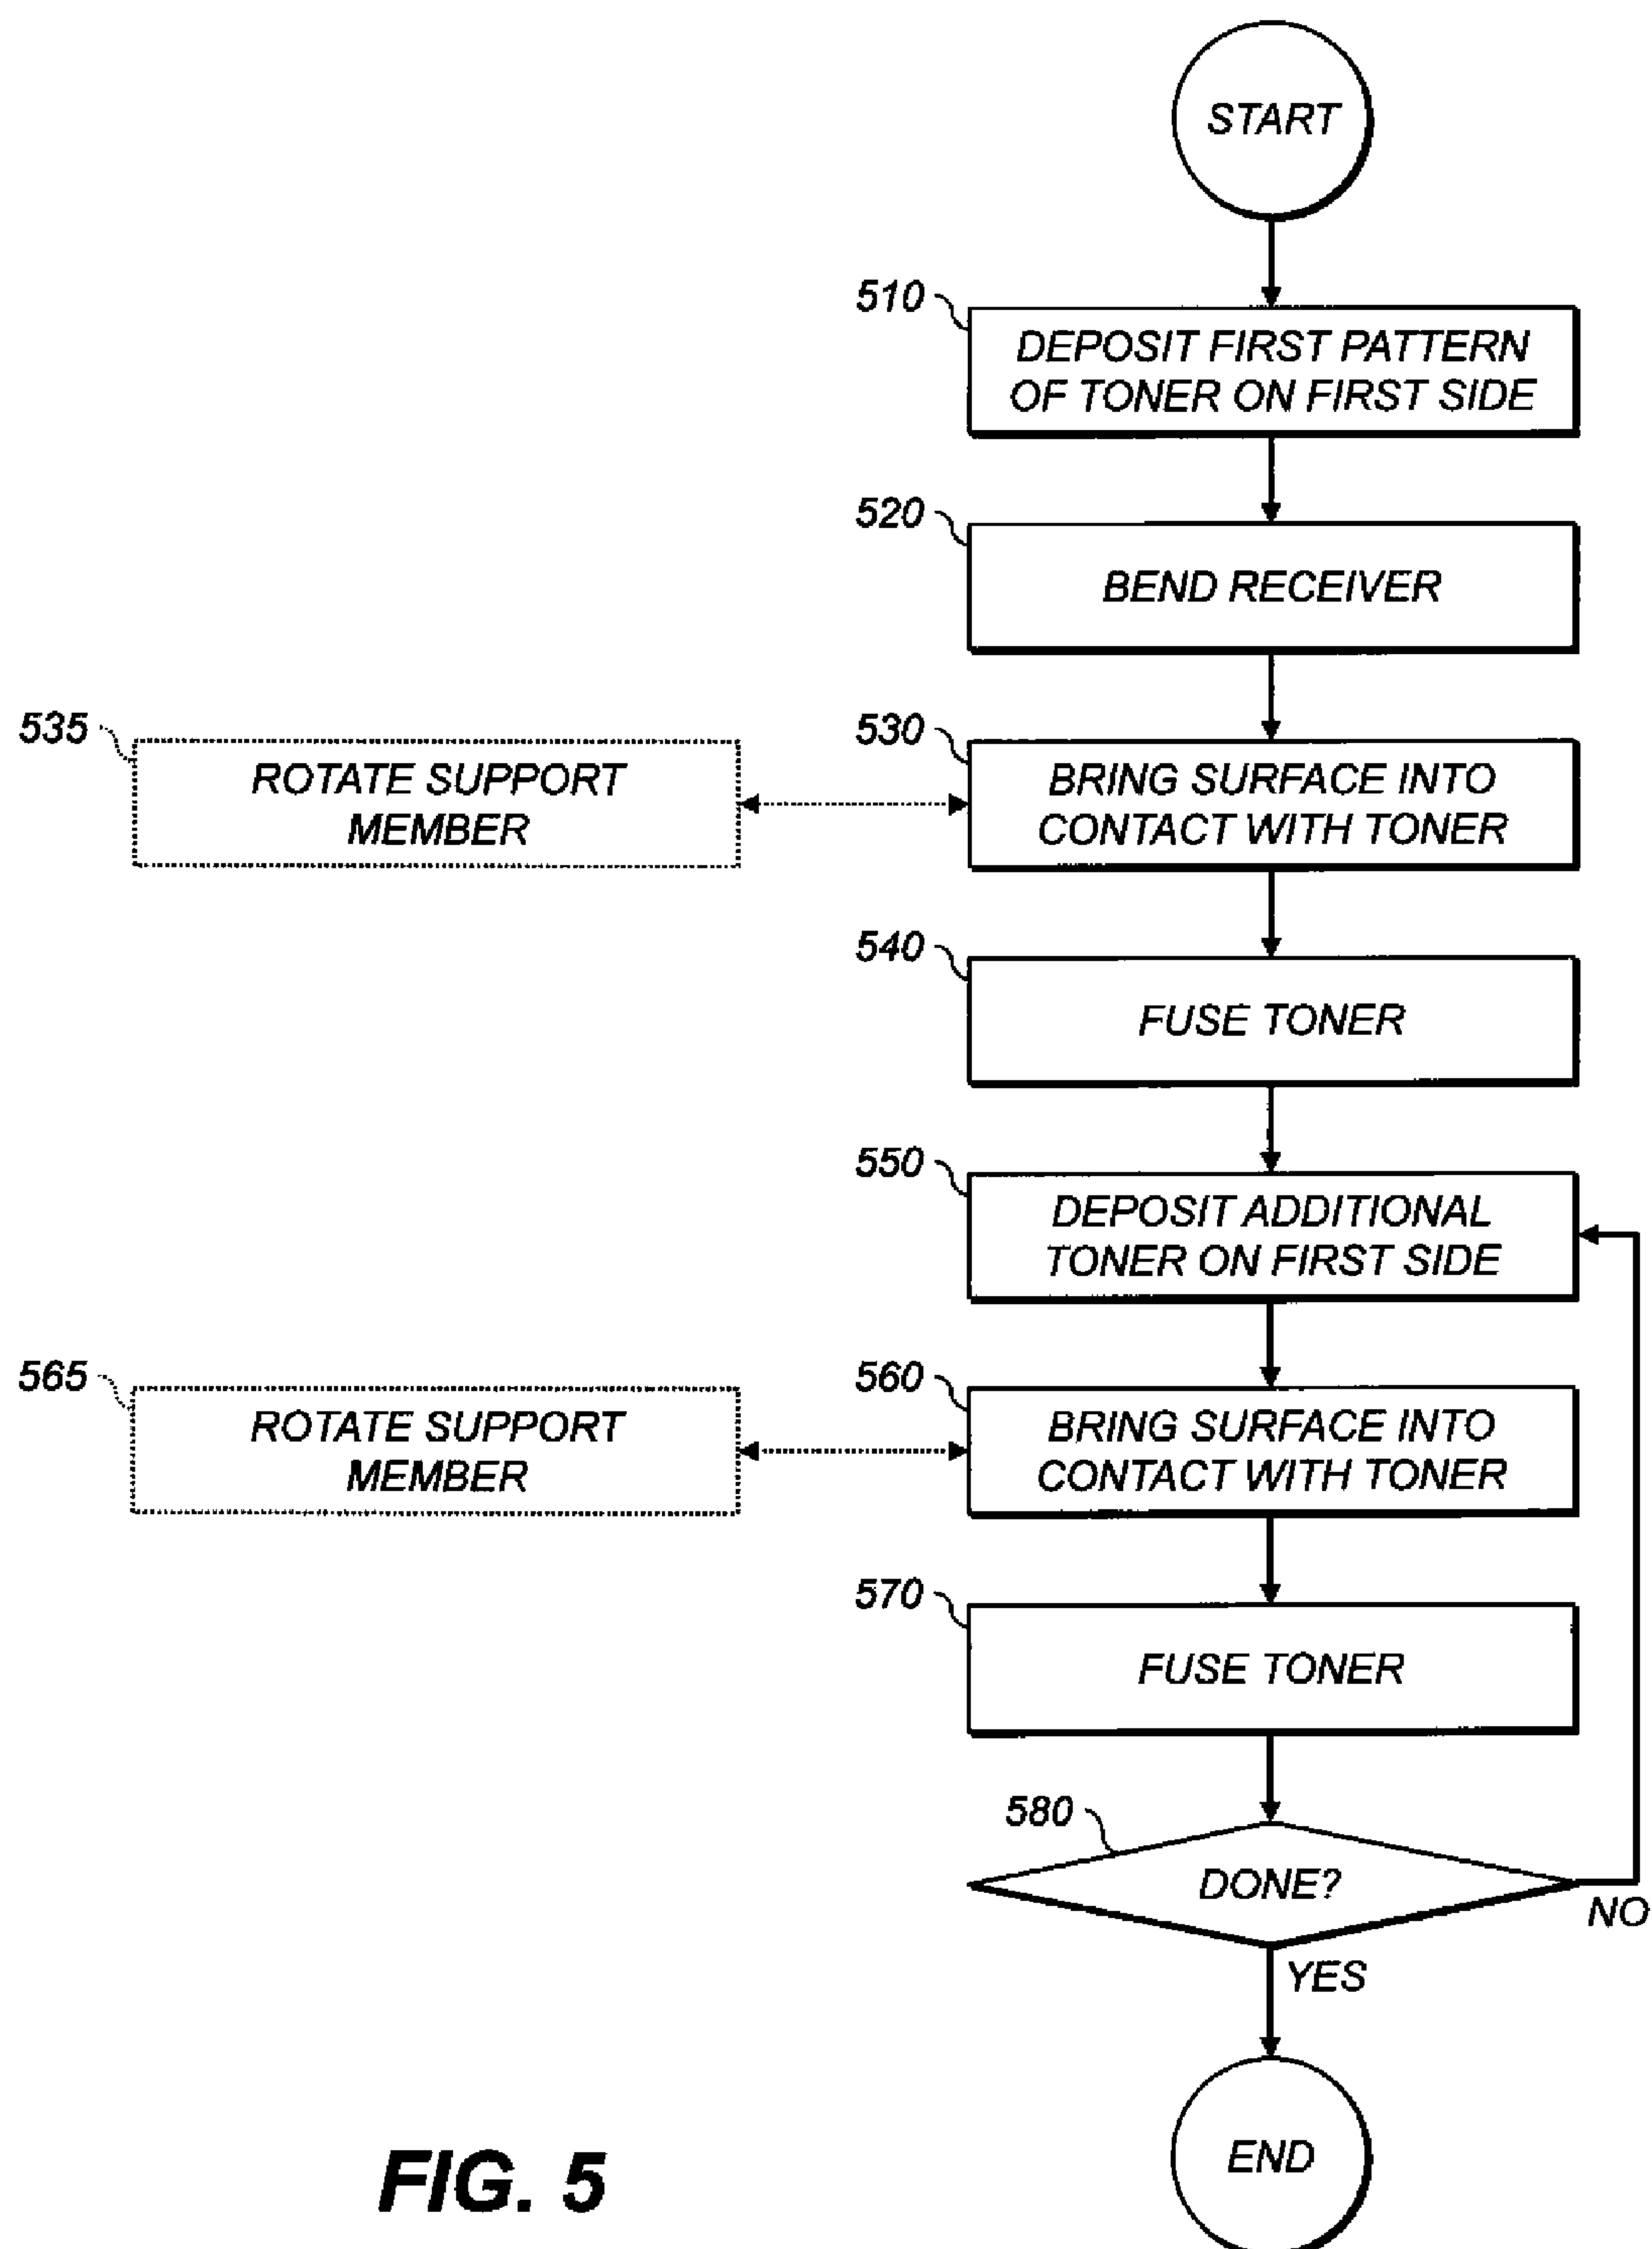 START
510
DEPOSIT FIRST PATTERN
OF TONER ON FIRST SIDE
520
BEND RECEIVER
535
ROTATE SUPPORT
MEMBER
530
BRING SURFACE INTO
CONTACT WITH TONER
540
FUSE TONER
550
DEPOSIT ADDITIONAL
TONER ON FIRST SIDE
565
ROTATE SUPPORT
MEMBER
560
BRING SURFACE INTO
CONTACT WITH TONER
570
FUSE TONER
580
DONE?
NO
YES
END
FIG. 5